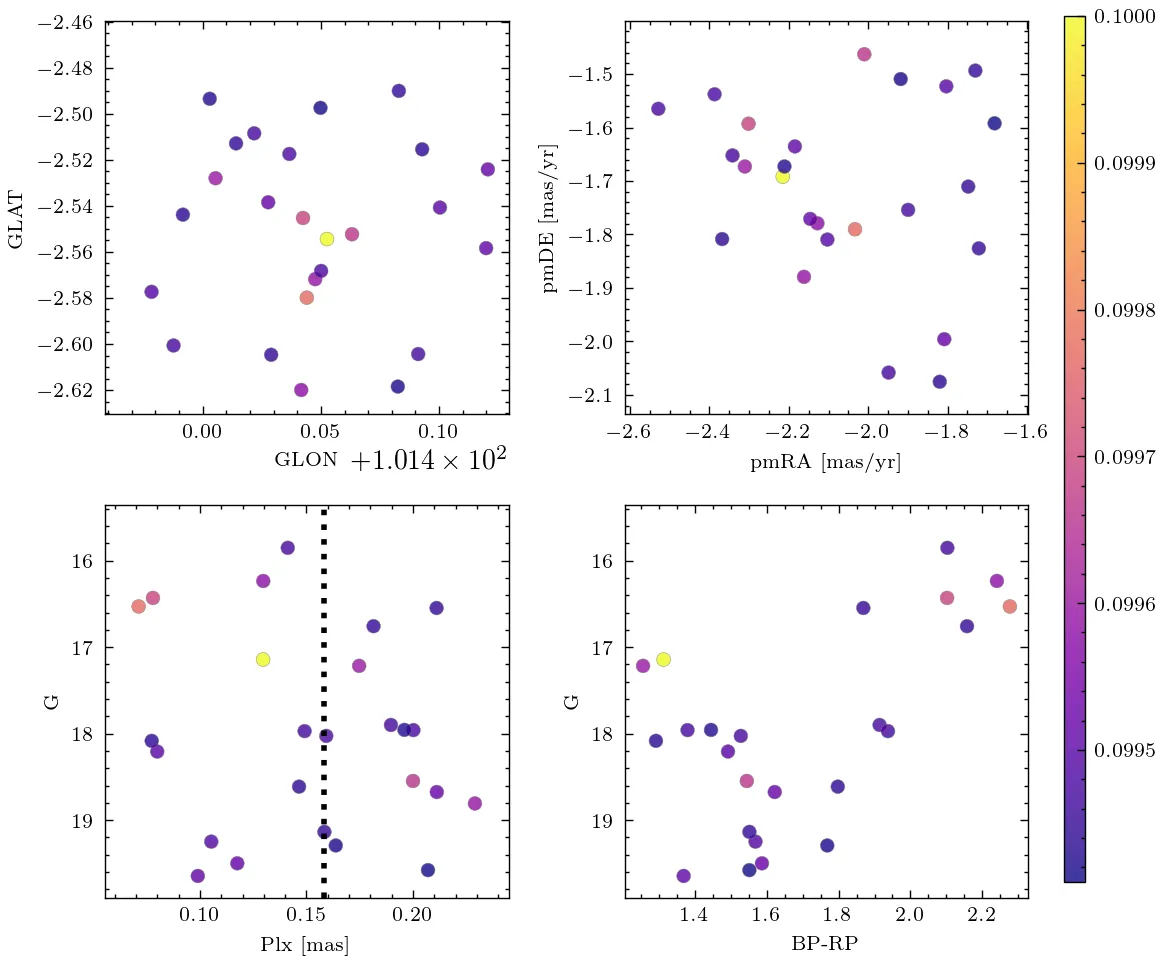 −2.46
−2.48
−2.50
−2.52
−2.54
−2.56
−2.58
−2.60
−2.62
GLAT
0.00 0.05 0.10
GLON +1.014 × 10²
−1.5
−1.6
−1.7
−1.8
−1.9
−2.0
−2.1
pmDE [mas/yr]
−2.6 −2.4 −2.2 −2.0 −1.8 −1.6
pmRA [mas/yr]
0.1000
0.0999
0.0998
0.0997
0.0996
0.0995
16
17
18
19
G
0.10 0.15 0.20
Plx [mas]
16
17
18
19
G
1.4 1.6 1.8 2.0 2.2
BP-RP